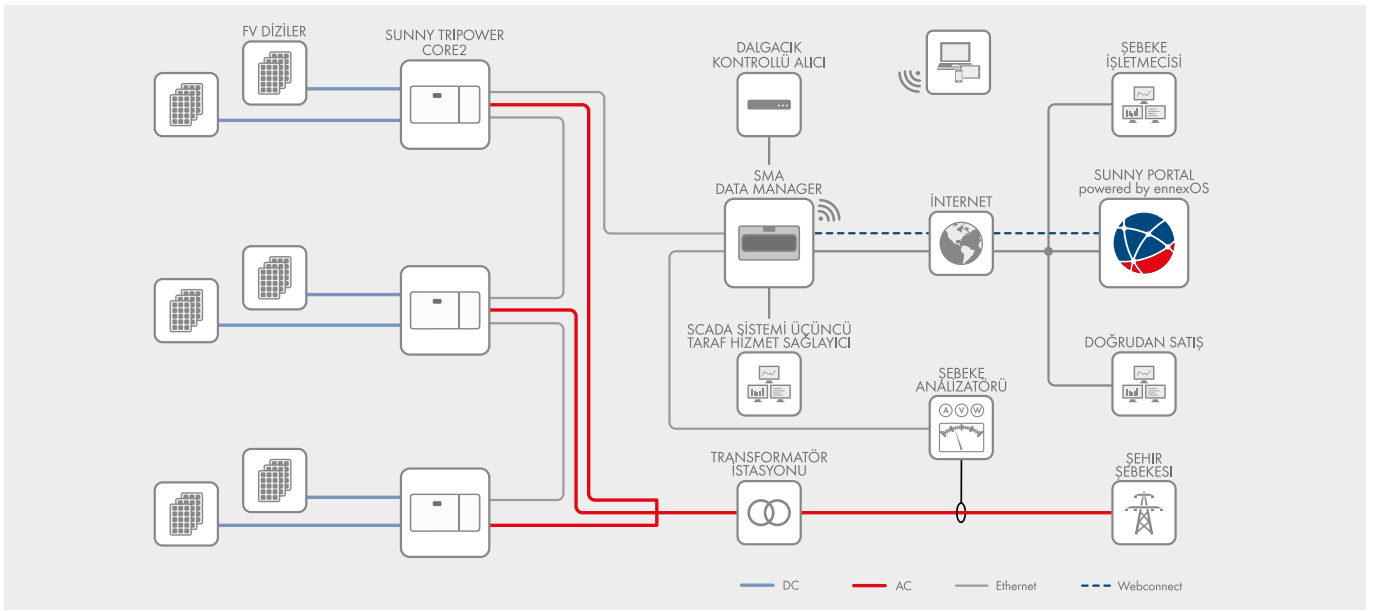 FV DİZİLER
SUNNY TRIPOWER
CORE2
DALGACIK
KONTROLLÜ ALICI
ŞEBEKE
İŞLETMECİSİ
SMA
DATA MANAGER
İNTERNET
SUNNY PORTAL
powered by ennexOS
SCADA SİSTEMİ ÜÇÜNCÜ
TARAF HİZMET SAĞLAYICI
ŞEBEKE
ANALİZATÖRÜ
A V W
DOĞRUDAN SATIŞ
TRANSFORMATÖR
İSTASYONU
ŞEHİR
ŞEBEKESİ
DC
AC
Ethernet
Webconnect